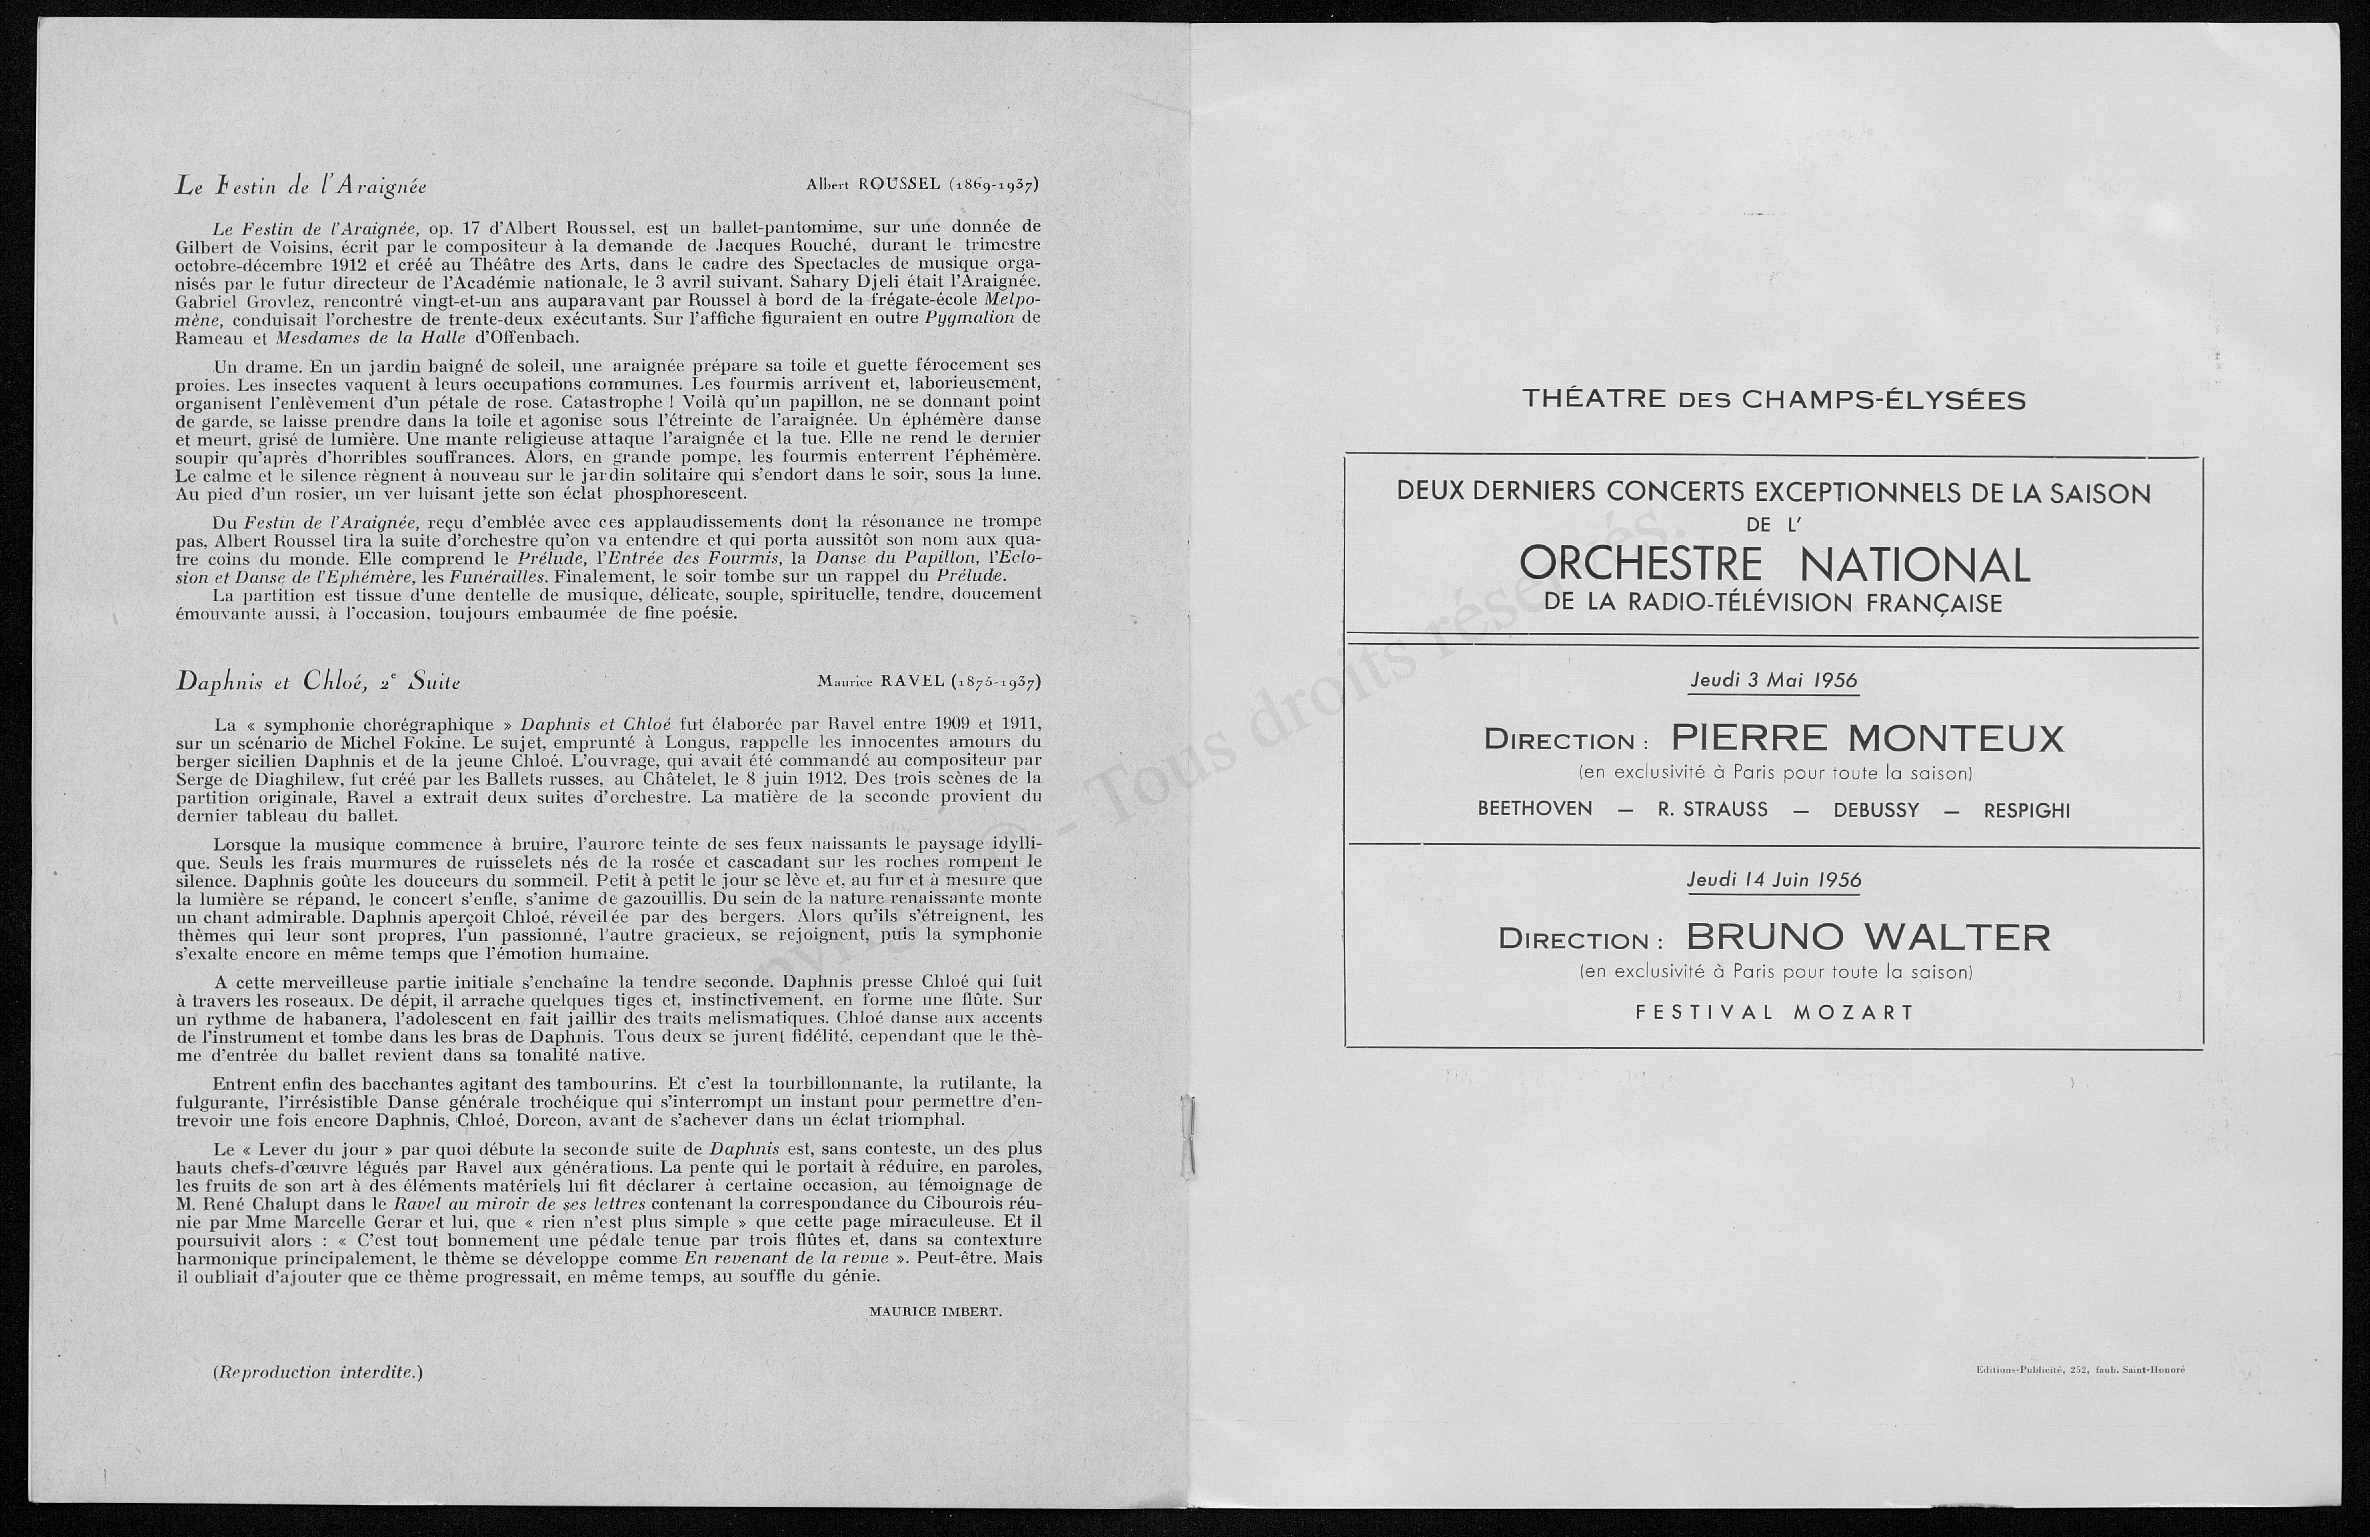 Le Festin de l'Araignée
Albert ROUSSEL (1869-1937)
Le Festin de l'Araignée, op. 17 d'Albert Roussel, est un ballet-pantomime, sur une donnée de
Gilbert de Voisins, écrit par le compositeur à la demande de Jacques Rouché, durant le trimestre
octobre-décembre 1912 et créé au Théâtre des Arts, dans le cadre des Spectacles de musique orga-
nisés par le futur directeur de l'Académie nationale, le 3 avril suivant. Sahary Djeli était l'Araignée.
Gabriel Grovlez, rencontré vingt-et-un ans auparavant par Roussel à bord de la frégate-école Melpo-
mène, conduisait l'orchestre de trente-deux exécutants. Sur l'affiche figuraient en outre Pygmalion de
Rameau et Mesdames de la Halle d'Offenbach.
Un drame. En un jardin baigné de soleil, une araignée prépare sa toile et guette férocement ses
proies. Les insectes vaquent à leurs occupations communes. Les fourmis arrivent et, laborieusement,
organisent l'enlèvement d'un pétale de rose. Catastrophe ! Voilà qu'un papillon, ne se donnant point
de garde, se laisse prendre dans la toile et agonise sous l'étreinte de l'araignée. Un éphémère danse
et meurt, grisé de lumière. Une mante religieuse attaque l'araignée et la tue. Elle ne rend le dernier
soupir qu'après d'horribles souffrances. Alors, en grande pompe, les fourmis enterrent l'éphémère.
Le calme et le silence règnent à nouveau sur le jardin solitaire qui s'endort dans le soir, sous la lune.
Au pied d'un rosier, un ver luisant jette son éclat phosphorescent.
Du Festin de l'Araignée, reçu d'emblée avec ces applaudissements dont la résonance ne trompe
pas, Albert Roussel tira la suite d'orchestre qu'on va entendre et qui porta aussitôt son nom aux qua-
tre coins du monde. Elle comprend le Prélude, l'Entrée des Fourmis, la Danse du Papillon, l'Eclo-
sion et Danse de l'Ephémère, les Funérailles. Finalement, le soir tombe sur un rappel du Prélude.
La partition est tissue d'une dentelle de musique, délicate, souple, spirituelle, tendre, doucement
émouvante aussi, à l'occasion, toujours embaumée de fine poésie.
Daphnis et Chloé, 2e Suite
Maurice RAVEL (1875-1937)
La « symphonie chorégraphique » Daphnis et Chloé fut élaborée par Ravel entre 1909 et 1911,
sur un scénario de Michel Fokine. Le sujet, emprunté à Longus, rappelle les innocentes amours du
berger sicilien Daphnis et de la jeune Chloé. L'ouvrage, qui avait été commandé au compositeur par
Serge de Diaghilew, fut créé par les Ballets russes, au Châtelet, le 8 juin 1912. Des trois scènes de la
partition originale, Ravel a extrait deux suites d'orchestre. La matière de la seconde provient du
dernier tableau du ballet.
Lorsque la musique commence à bruire, l'aurore teinte de ses feux naissants le paysage idylli-
que. Seuls les frais murmures de ruisselets nés de la rosée et cascadant sur les roches rompent le
silence. Daphnis goûte les douceurs du sommeil. Petit à petit le jour se lève et, au fur et à mesure que
la lumière se répand, le concert s'enfle, s'anime de gazouillis. Du sein de la nature renaissante monte
un chant admirable. Daphnis aperçoit Chloé, réveillée par des bergers. Alors qu'ils s'étreignent, les
thèmes qui leur sont propres, l'un passionné, l'autre gracieux, se rejoignent, puis la symphonie
s'exalte encore en même temps que l'émotion humaine.
A cette merveilleuse partie initiale s'enchaîne la tendre seconde. Daphnis presse Chloé qui fuit
à travers les roseaux. De dépit, il arrache quelques tiges et, instinctivement, en forme une flûte. Sur
un rythme de habanera, l'adolescent en fait jaillir des traits melismatiques. Chloé danse aux accents
de l'instrument et tombe dans les bras de Daphnis. Tous deux se jurent fidélité, cependant que le thè-
me d'entrée du ballet revient dans sa tonalité native.
Entrent enfin des bacchantes agitant des tambourins. Et c'est la tourbillonnante, la rutilante, la
fulgurante, l'irrésistible Danse générale trochéique qui s'interrompt un instant pour permettre d'en-
trevoir une fois encore Daphnis, Chloé, Dorcon, avant de s'achever dans un éclat triomphal.
Le « Lever du jour » par quoi débute la seconde suite de Daphnis est, sans conteste, un des plus
hauts chefs-d'œuvre légués par Ravel aux générations. La pente qui le portait à réduire, en paroles,
les fruits de son art à des éléments matériels lui fit déclarer à certaine occasion, au témoignage de
M. René Chalupt dans le Ravel au miroir de ses lettres contenant la correspondance du Cibourois réu-
nie par Mme Marcelle Gerar et lui, que « rien n'est plus simple » que cette page miraculeuse. Et il
poursuivit alors : « C'est tout bonnement une pédale tenue par trois flûtes et, dans sa contexture
harmonique principalement, le thème se développe comme En revenant de la revue ». Peut-être. Mais
il oubliait d'ajouter que ce thème progressait, en même temps, au souffle du génie.
MAURICE IMBERT.
(Reproduction interdite.)
THÉATRE DES CHAMPS-ÉLYSÉES
DEUX DERNIERS CONCERTS EXCEPTIONNELS DE LA SAISON
DE L'
ORCHESTRE NATIONAL
DE LA RADIO-TÉLÉVISION FRANÇAISE
Jeudi 3 Mai 1956
DIRECTION : PIERRE MONTEUX
(en exclusivité à Paris pour toute la saison)
BEETHOVEN — R. STRAUSS — DEBUSSY — RESPIGHI
Jeudi 14 Juin 1956
DIRECTION : BRUNO WALTER
(en exclusivité à Paris pour toute la saison)
FESTIVAL MOZART
Editions-Publicité, 252, faub. Saint-Honoré
Copyright® - Tous droits réservés.